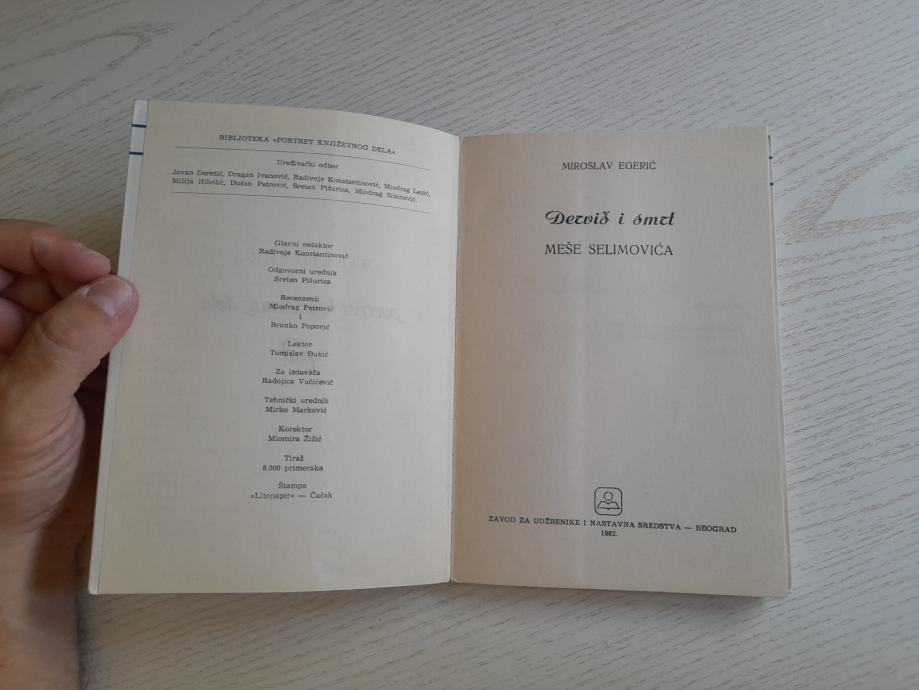 BIBLIOTEKA »PORTRET KNJIŽEVNOG DELA«
Uređivački odbor
Jovan Deretić, Dragan Ivanović, Radivoje Konstantinović, Miodrag Lazić,
Milija Nikolić, Dušan Petrović, Sreten Pižurica, Miodrag Sibinović.
Glavni redaktor
Radivoje Konstantinović
Odgovorni urednik
Sreten Pižurica
Recenzenti
Miodrag Petrović
i
Branko Popović
Lektor
Tomislav Đukić
Za izdavača
Radojica Vučićević
Tehnički urednik
Mirko Marković
Korektor
Miomira Žižić
Tiraž
8.000 primeraka
Štampa
»Litopapir« — Čačak
MIROSLAV EGERIĆ
Derviš i smrt
MEŠE SELIMOVIĆA
ZAVOD ZA UDŽBENIKE I NASTAVNA SREDSTVA — BEOGRAD
1982.